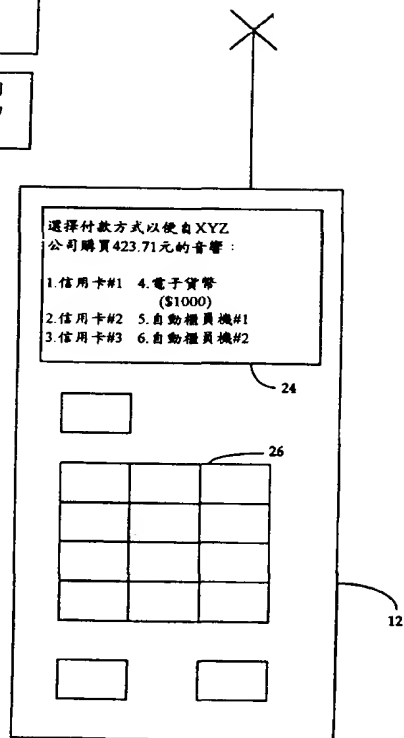 選擇付款方式以便自XYZ
公司購買423.71元的音響：
1.信用卡#1 4.電子貨幣
($1000)
2.信用卡#2 5.自動櫃員機#1
3.信用卡#3 6.自動櫃員機#2
24
26
12